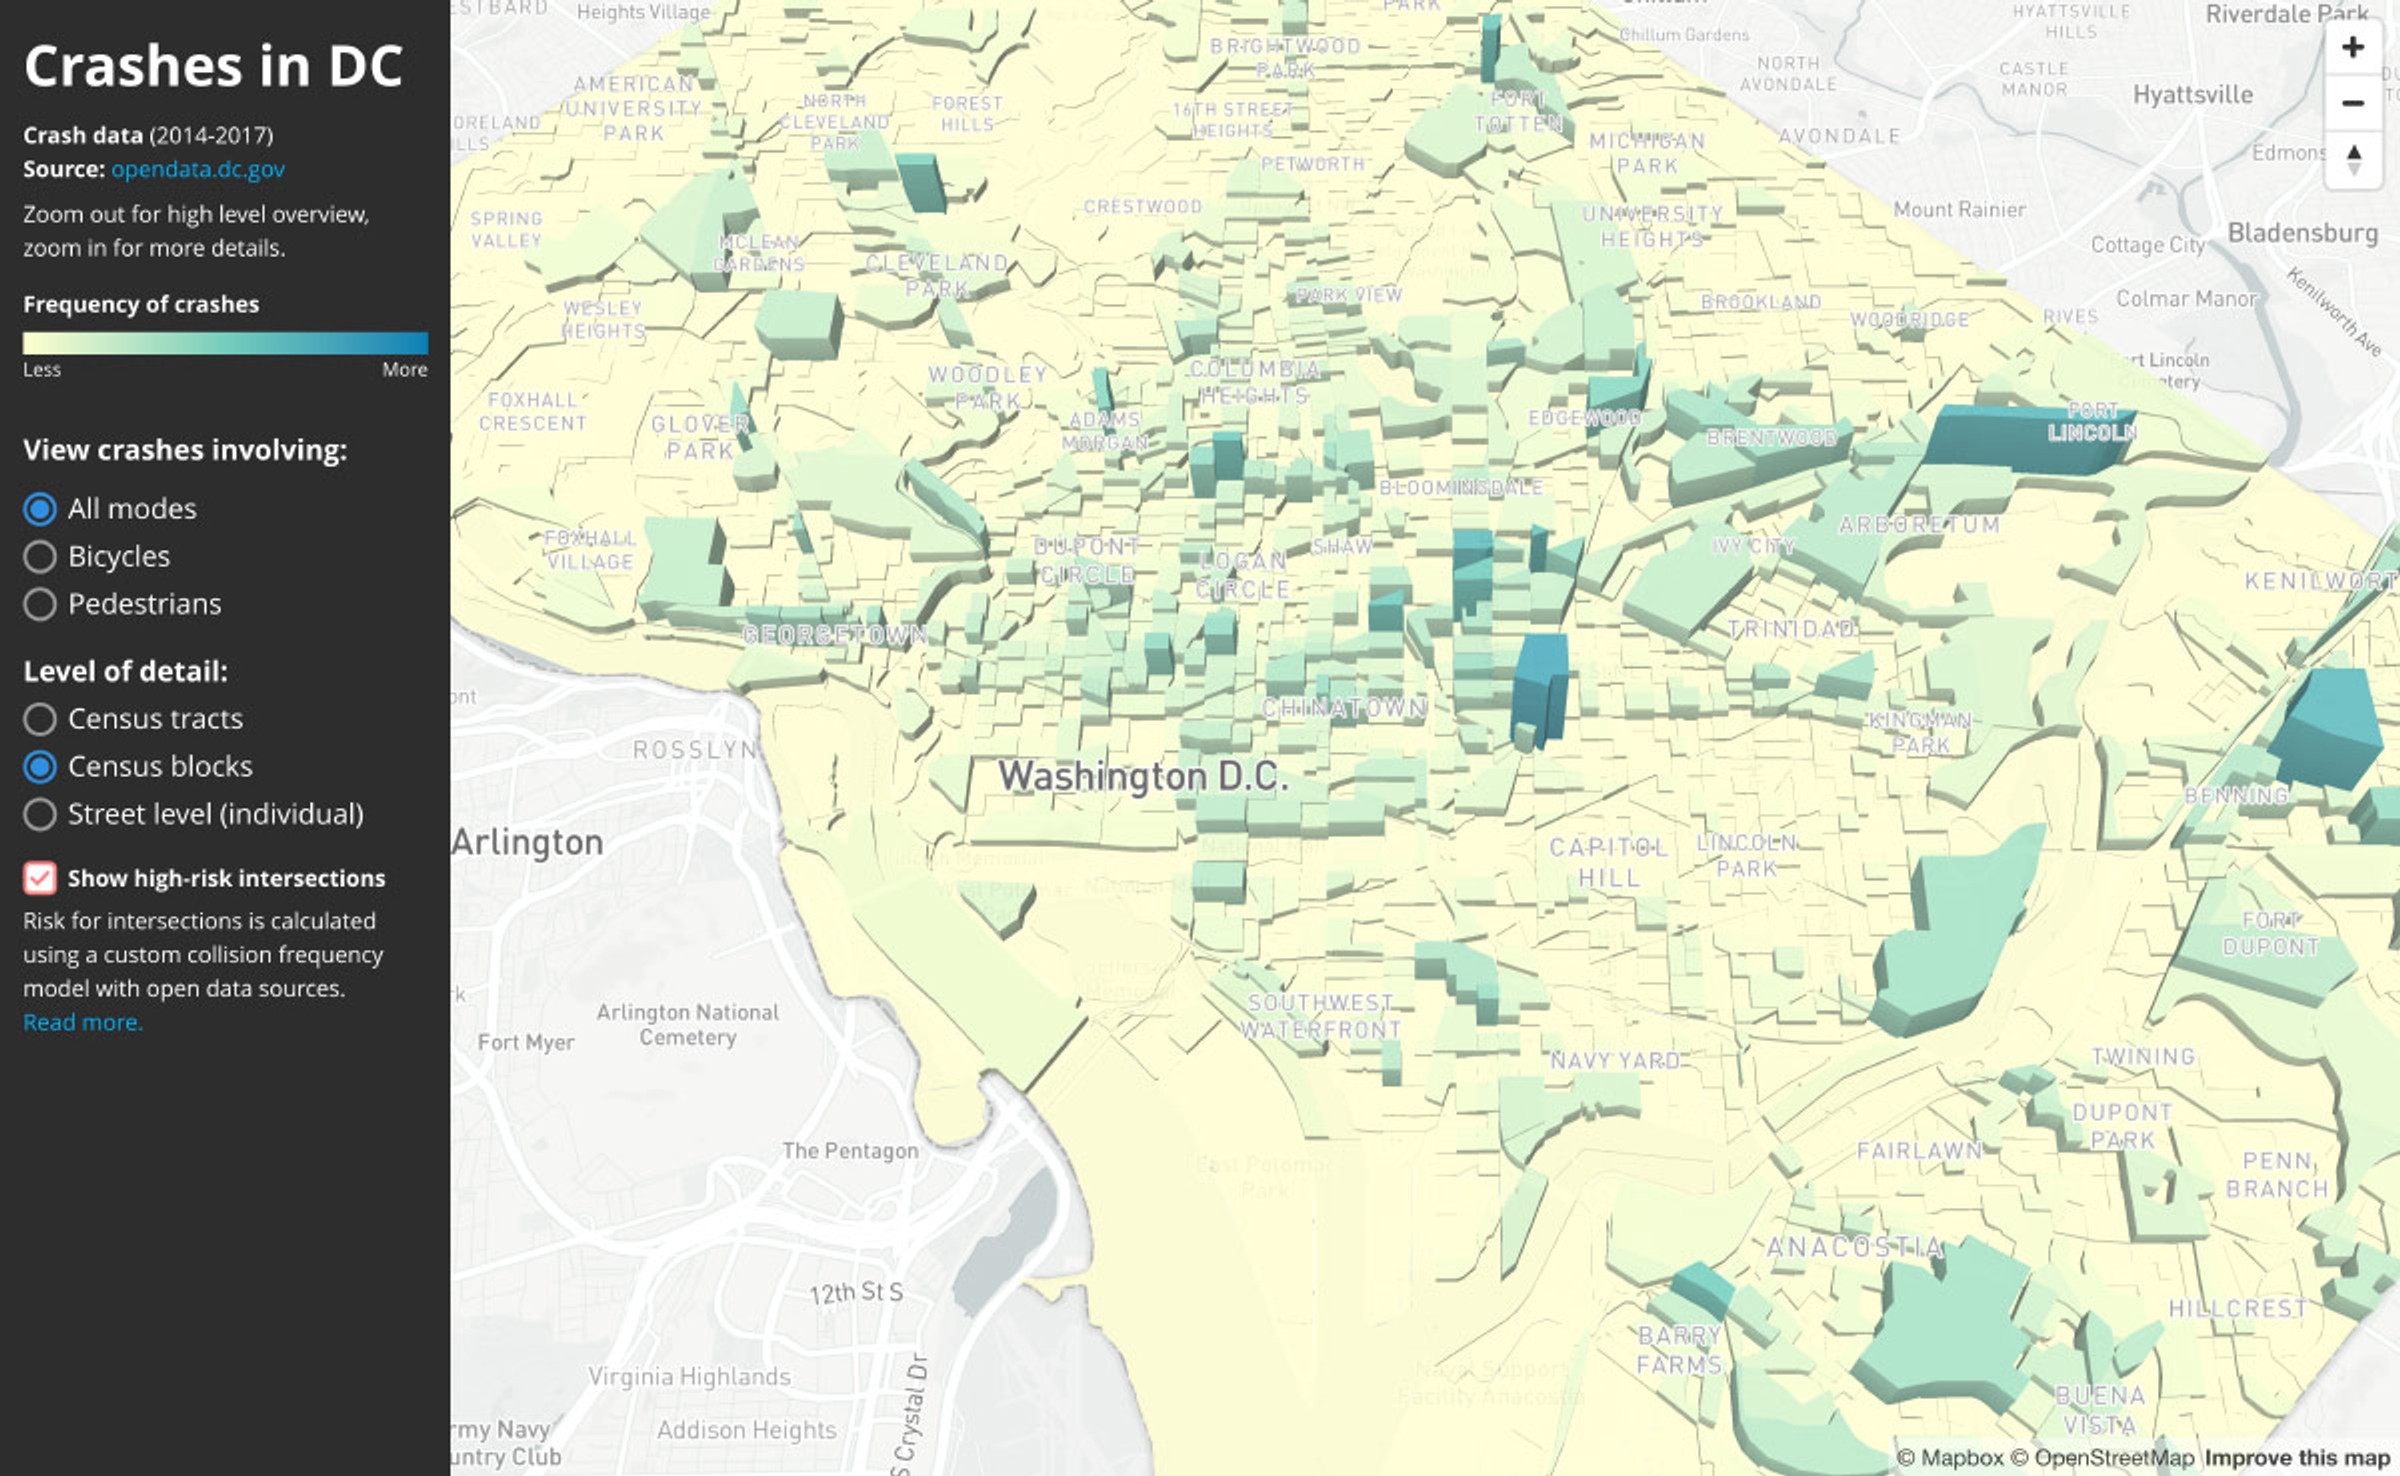 Crashes in DC
Crash data (2014-2017)
Source: opendata.dc.gov
Zoom out for high level overview,
zoom in for more details.
Frequency of crashes
Less More
View crashes involving:
All modes
Bicycles
Pedestrians
Level of detail:
Census tracts
Census blocks
Street level (individual)
Show high-risk intersections
Risk for intersections is calculated
using a custom collision frequency
model with open data sources.
Read more.
Heights Village
PARK
HYATTSVILLE
HILLS
Riverdale Park
Chillum Gardens
BRIGHTWOOD
PARK
NORTH
AVONDALE
CASTLE
MANOR
Hyattsville
AMERICAN
UNIVERSITY
PARK
NORTH
CLEVELAND
PARK
FOREST
HILLS
16TH STREET
HEIGHTS
FORT
TOTTEN
MICHIGAN
PARK
AVONDALE
PETWORTH
SPRING
VALLEY
MCLEAN
GARDENS
CRESTWOOD
UNIVERSITY
HEIGHTS
Mount Rainier
Cottage City
Bladensburg
CLEVELAND
PARK
PARK VIEW
BROOKLAND
WOODRIDGE
Colmar Manor
Kenilworth Ave
RIVES
WESLEY
HEIGHTS
WOODLEY
PARK
COLUMBIA
HEIGHTS
rt Lincoln
FOXHALL
CRESCENT
GLOVER
PARK
ADAMS
MORGAN
EDGEWOOD
BRENTWOOD
FORT
LINCOLN
BLOOMINGDALE
FOXHALL
VILLAGE
DUPONT
CIRCLE
LOGAN
CIRCLE
SHAW
IVY CITY
ARBORETUM
KENILWORT
GEORGETOWN
TRINIDAD
ROSSLYN
CHINATOWN
KINGMAN
PARK
Washington D.C.
BENNING
Arlington
CAPITOL
HILL
LINCOLN
PARK
FORT
DUPONT
Arlington National
Cemetery
Fort Myer
SOUTHWEST
WATERFRONT
NAVY YARD
TWINING
DUPONT
PARK
The Pentagon
East Potomac
Park
FAIRLAWN
PENN
BRANCH
ANACOSTIA
12th St S
HILLCREST
BARRY
FARMS
Virginia Highlands
S Crystal Dr
Naval Support
Facility Anacostia
BUENA
VISTA
rmy Navy
untry Club
Addison Heights
© Mapbox © OpenStreetMap Improve this map